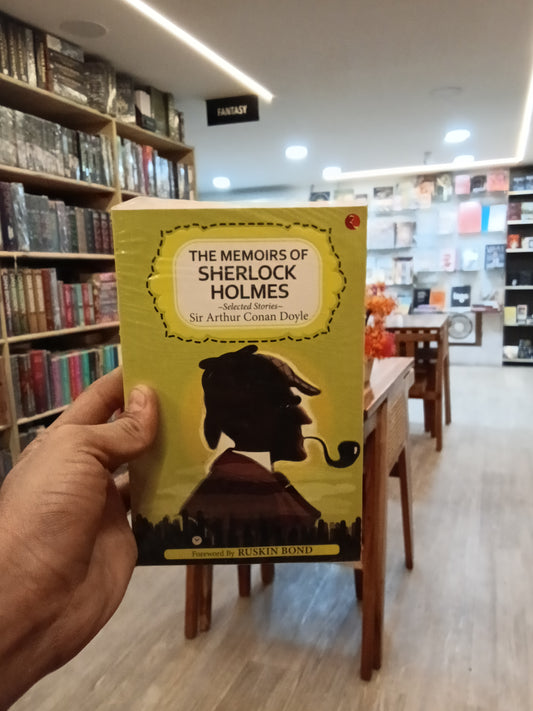 FANTASY
THE MEMOIRS OF
SHERLOCK
HOLMES
~Selected Stories~
Sir Arthur Conan Doyle
Foreword By RUSKIN BOND